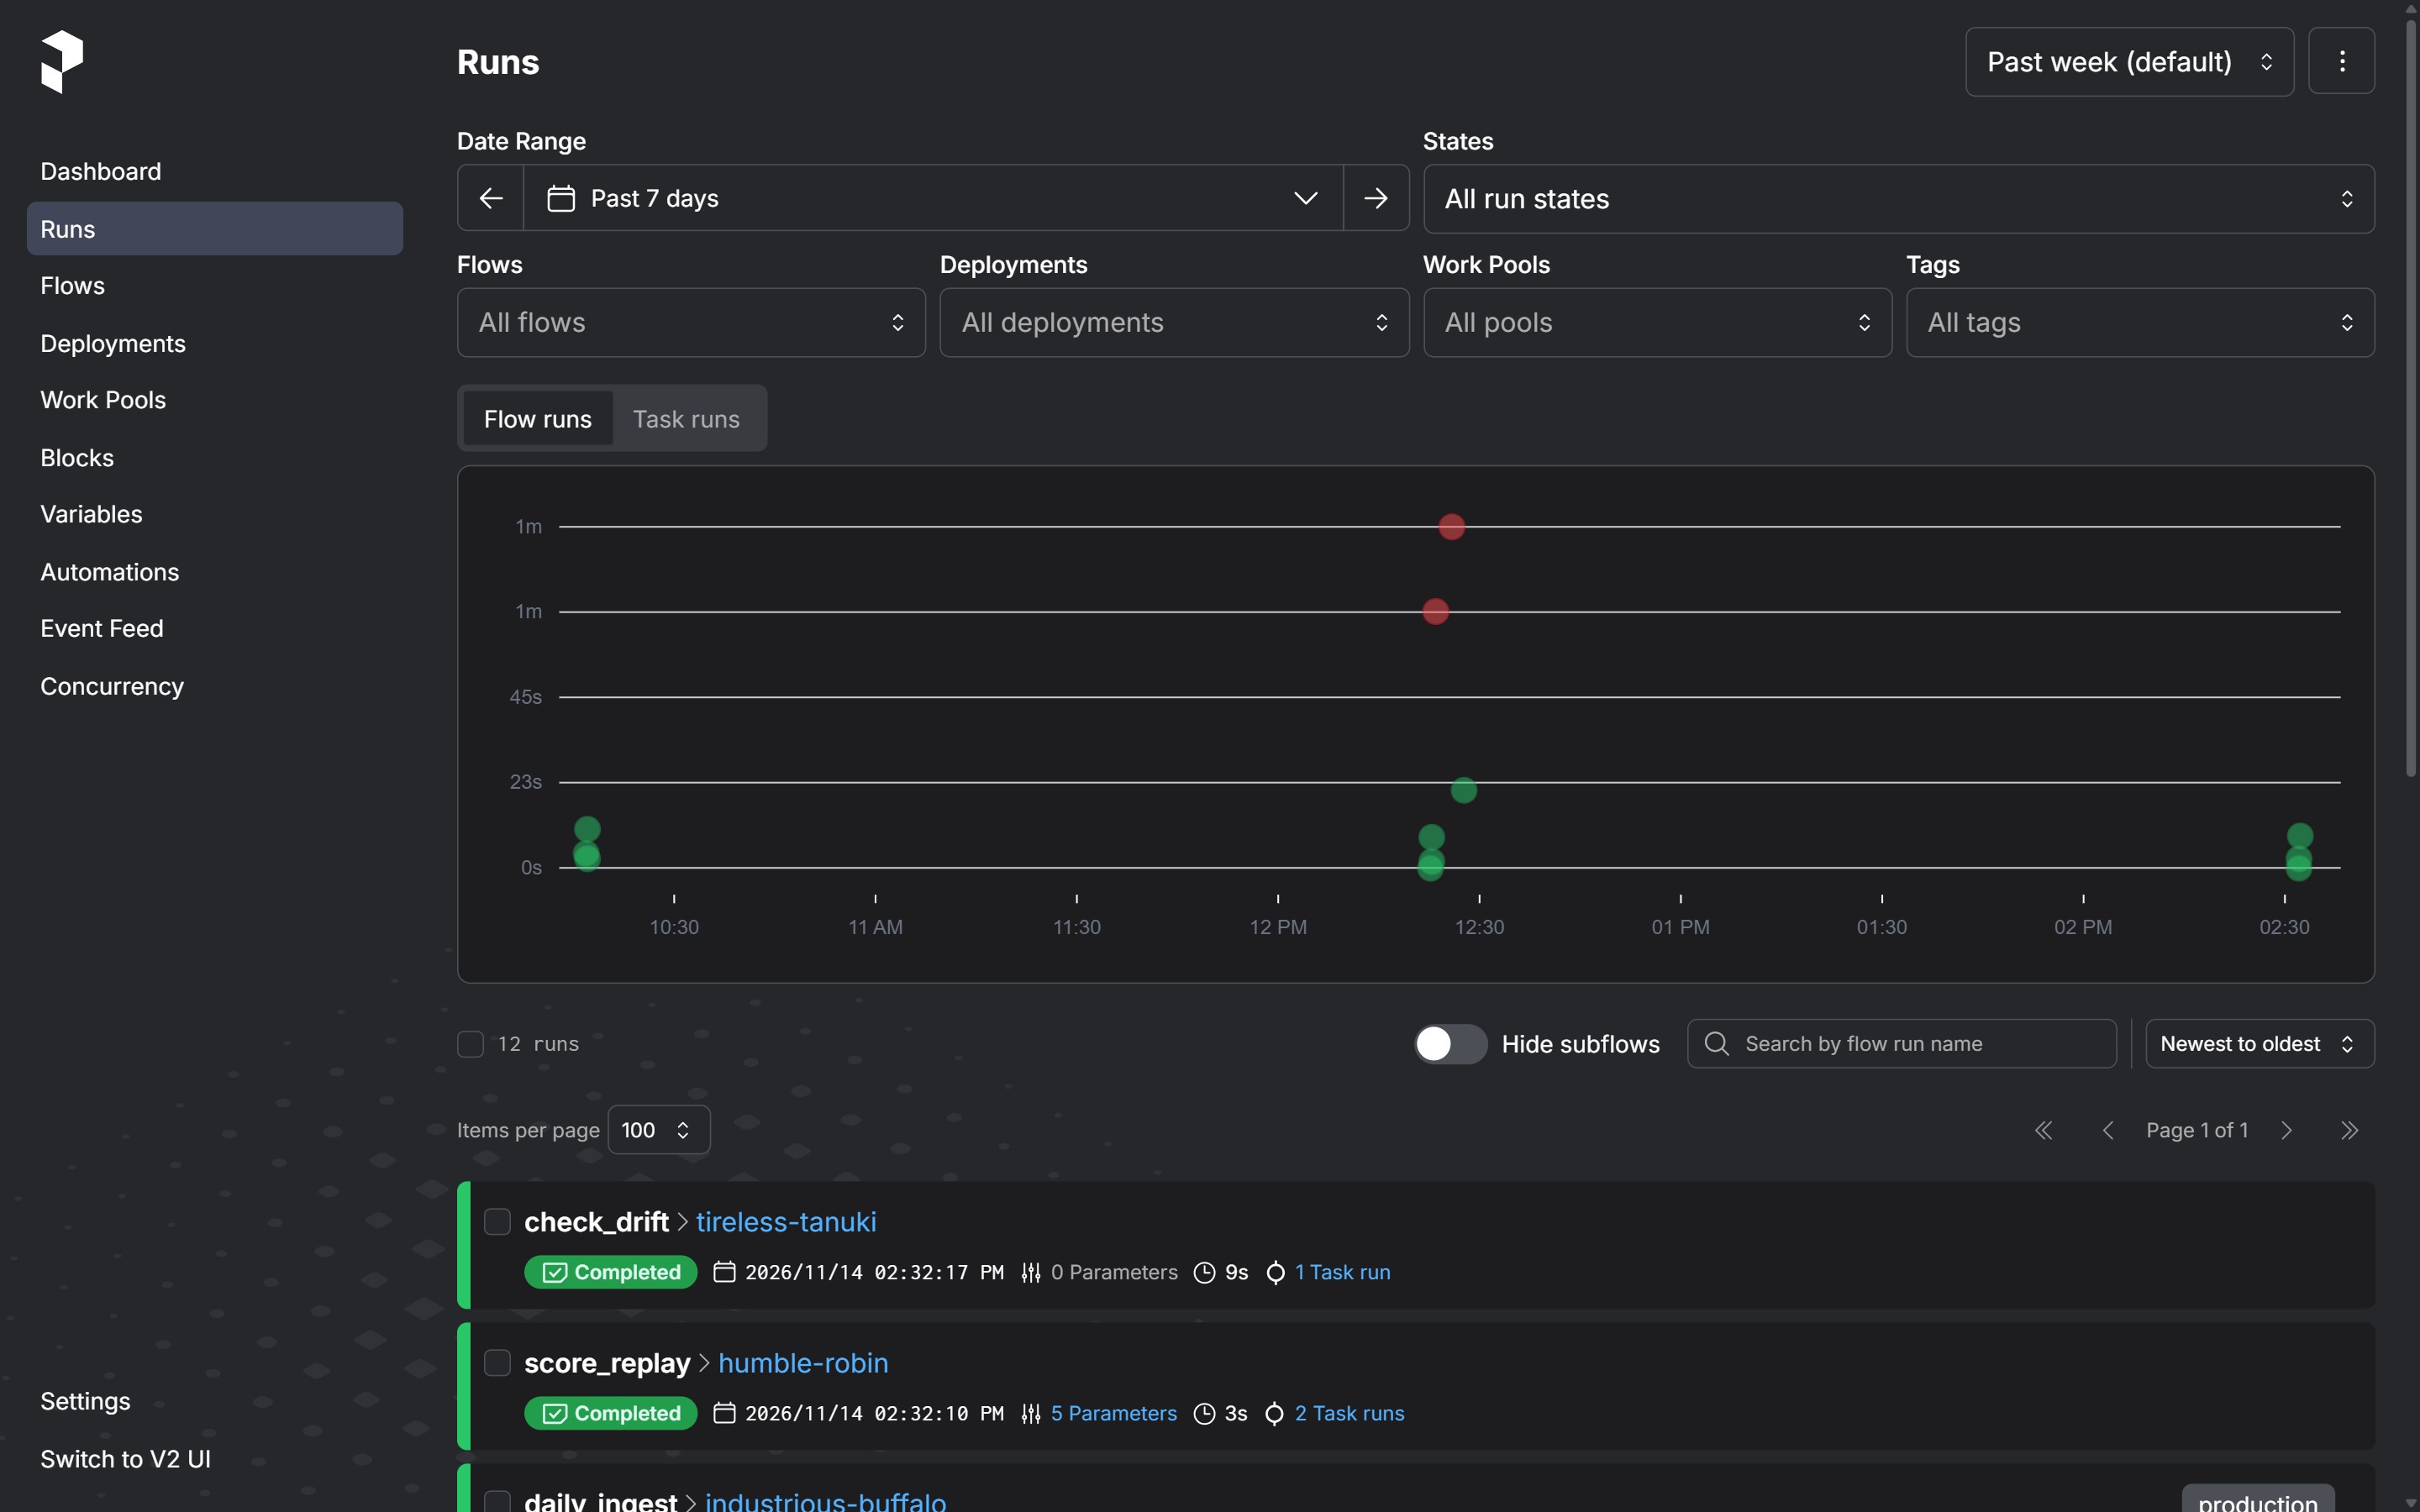 Runs
Past week (default)
Dashboard
Runs
Flows
Deployments
Work Pools
Blocks
Variables
Automations
Event Feed
Concurrency
Settings
Switch to V2 UI
Date Range
States
Past 7 days
All run states
Flows
Deployments
Work Pools
Tags
All flows
All deployments
All pools
All tags
Flow runs
Task runs
1m
1m
45s
23s
0s
10:30
11 AM
11:30
12 PM
12:30
01 PM
01:30
02 PM
02:30
12 runs
Hide subflows
Search by flow run name
Newest to oldest
Items per page
100
Page 1 of 1
check_drift > tireless-tanuki
Completed 2026/11/14 02:32:17 PM 0 Parameters 9s 1 Task run
score_replay > humble-robin
Completed 2026/11/14 02:32:10 PM 5 Parameters 3s 2 Task runs
daily_ingest > industrious-buffalo
production